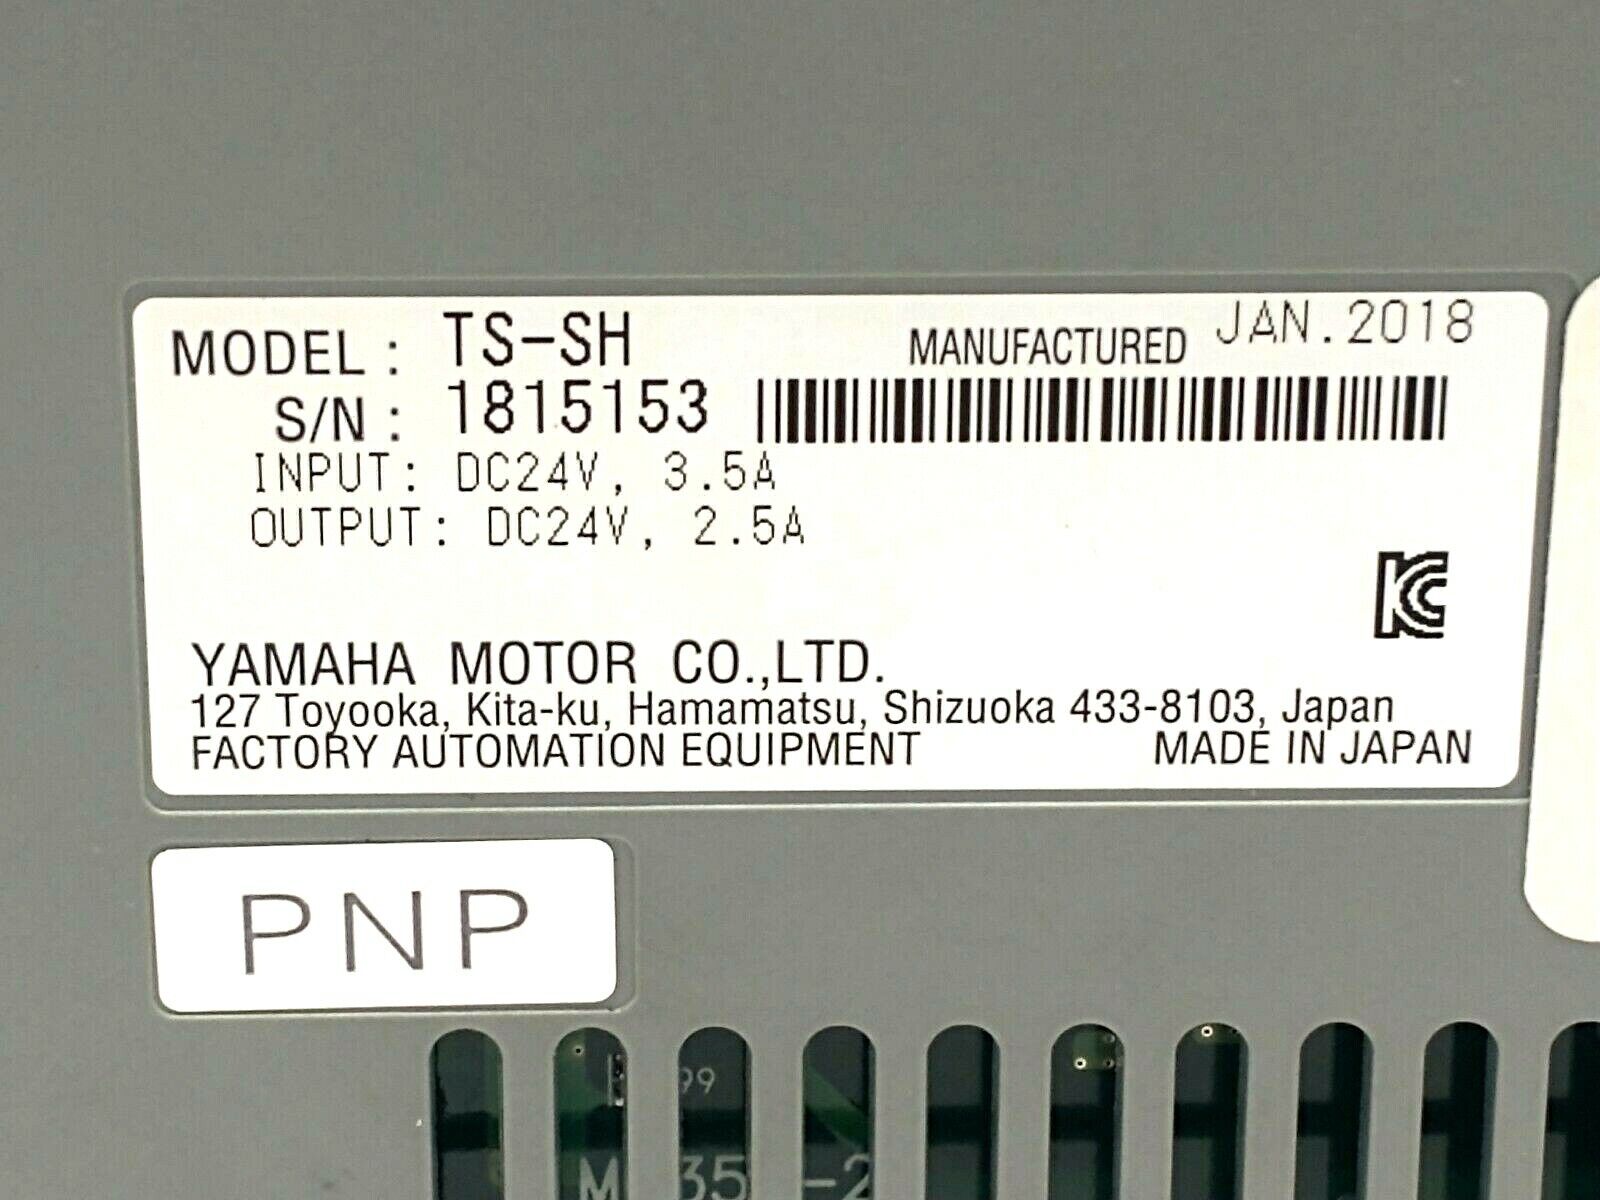 MODEL : TS-SH
MANUFACTURED JAN.2018
S/N : 1815153
INPUT: DC24V, 3.5A
OUTPUT: DC24V, 2.5A
YAMAHA MOTOR CO.,LTD.
127 Toyooka, Kita-ku, Hamamatsu, Shizuoka 433-8103, Japan
FACTORY AUTOMATION EQUIPMENT MADE IN JAPAN
PNP
99